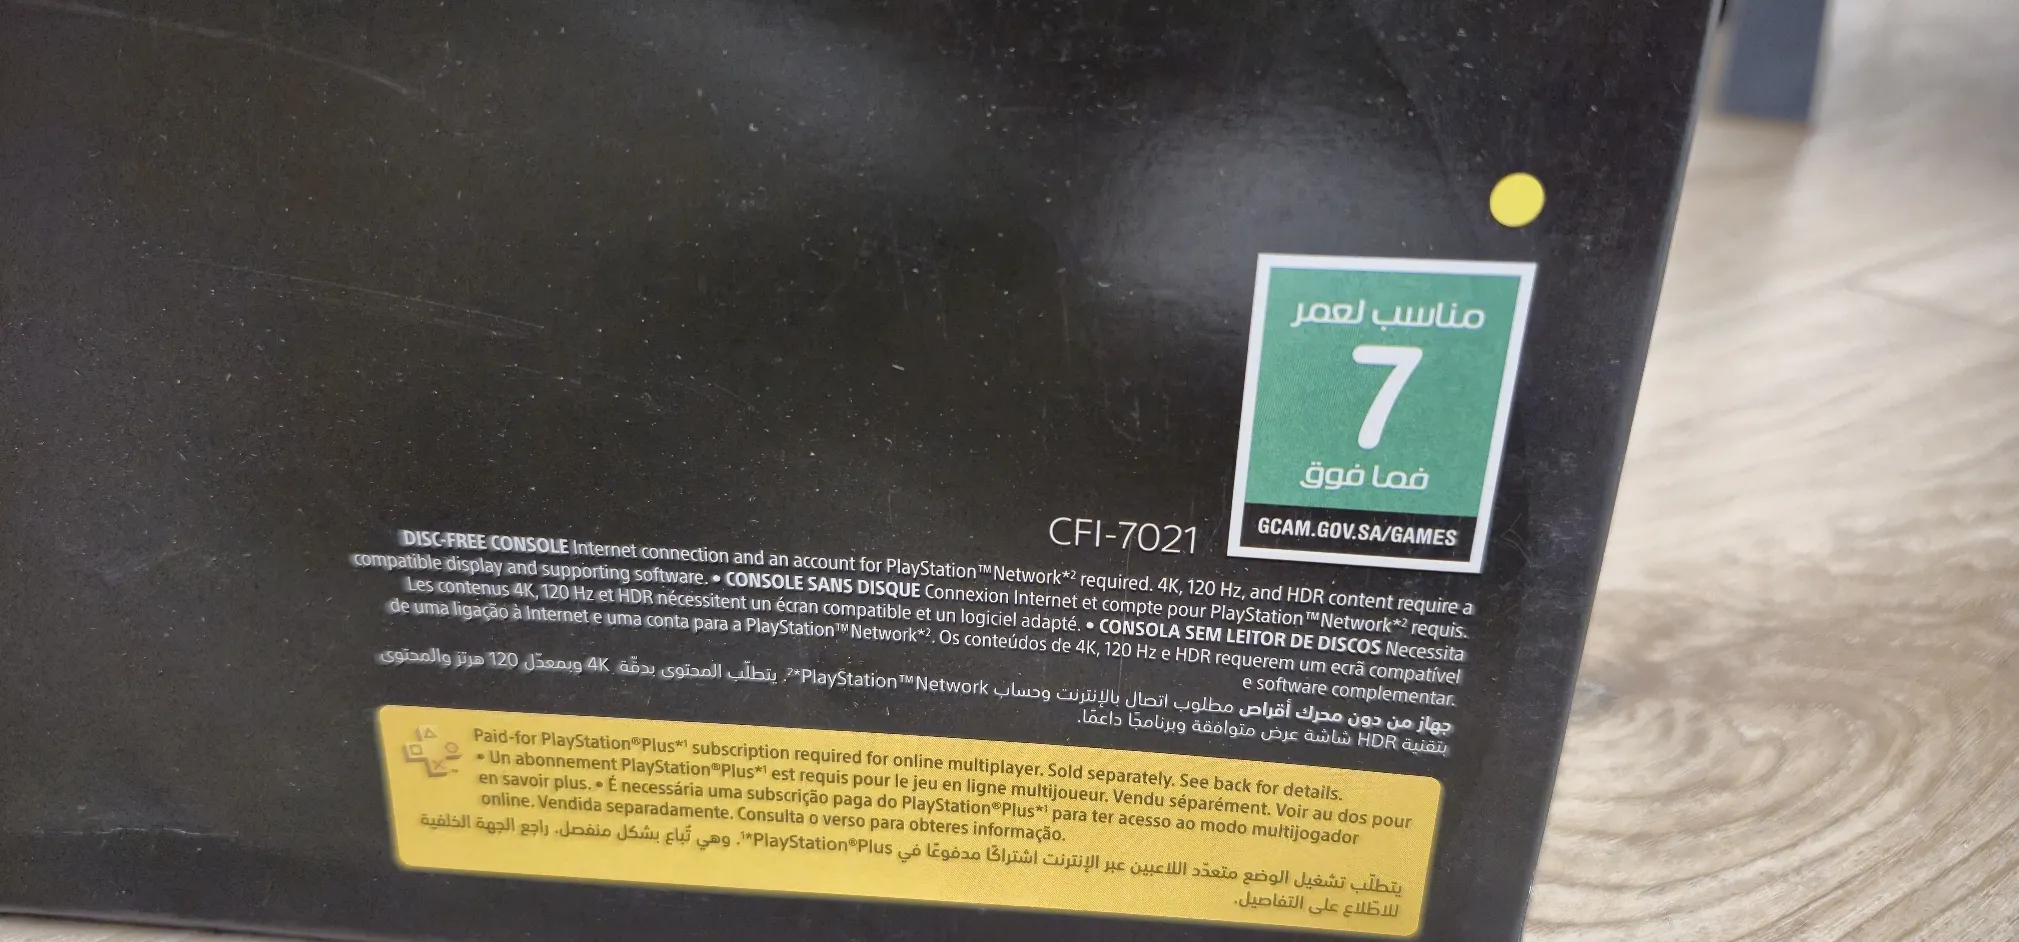 مناسب لعمر
7
فما فوق
GCAM.GOV.SA/GAMES
CFI-7021
DISC-FREE CONSOLE Internet connection and an account for PlayStation™Network*² required. 4K, 120 Hz, and HDR content require a
compatible display and supporting software. • CONSOLE SANS DISQUE Connexion Internet et compte pour PlayStation™Network*² requis.
Les contenus 4K, 120 Hz et HDR nécessitent un écran compatible et un logiciel adapté. • CONSOLA SEM LEITOR DE DISCOS Necessita
de uma ligação à Internet e uma conta para a PlayStation™Network*². Os conteúdos de 4K, 120 Hz e HDR requerem um ecrã compatível
e software complementar.
جهاز من دون محرك أقراص مطلوب اتصال بالإنترنت وحساب PlayStation™Network*². يتطلّب المحتوى بدقّة 4K وبمعدّل 120 هرتز والمحتوى
بتقنية HDR شاشة عرض متوافقة وبرنامجًا داعمًا.
Paid-for PlayStation®Plus*¹ subscription required for online multiplayer. Sold separately. See back for details.
• Un abonnement PlayStation®Plus*¹ est requis pour le jeu en ligne multijoueur. Vendu séparément. Voir au dos pour
en savoir plus. • É necessária uma subscrição paga do PlayStation®Plus*¹ para ter acesso ao modo multijogador
online. Vendida separadamente. Consulta o verso para obteres informação.
يتطلّب تشغيل الوضع متعدّد اللاعبين عبر الإنترنت اشتراكًا مدفوعًا في PlayStation®Plus*¹. وهي تُباع بشكل منفصل. راجع الجهة الخلفية
للاطّلاع على التفاصيل.